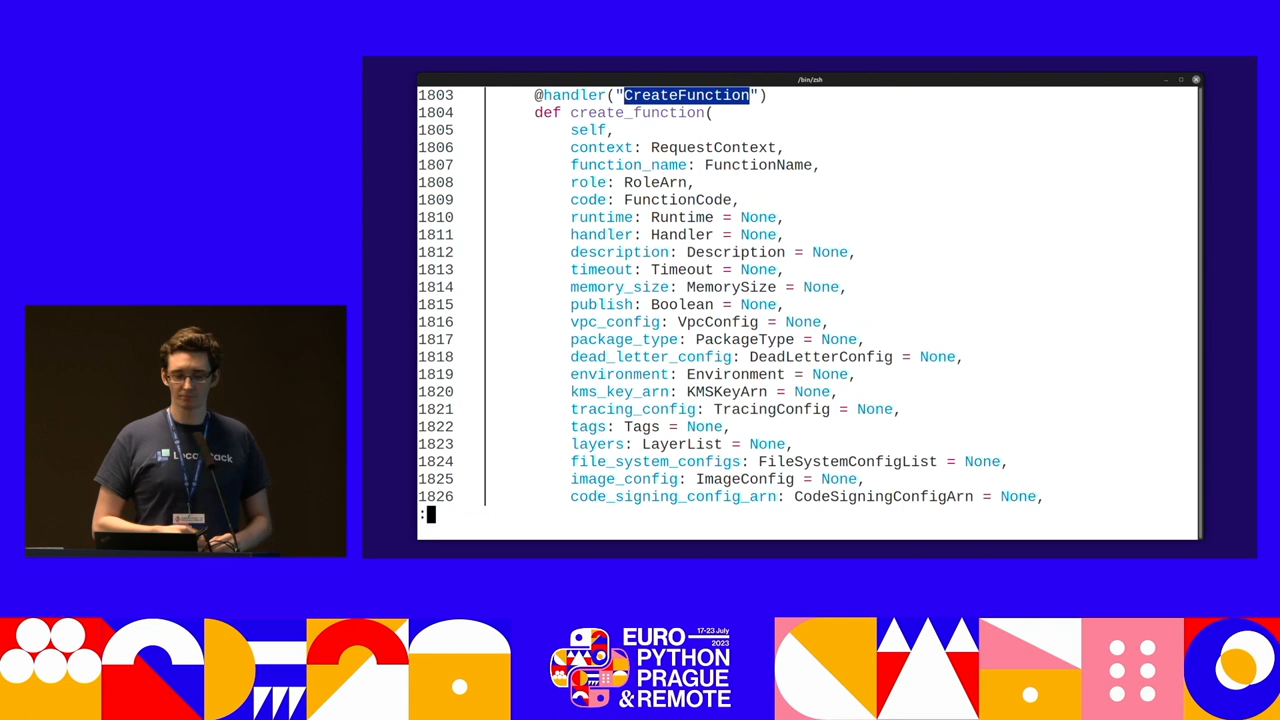 /bin/zsh
1803 @handler("CreateFunction")
1804 def create_function(
1805 self,
1806 context: RequestContext,
1807 function_name: FunctionName,
1808 role: RoleArn,
1809 code: FunctionCode,
1810 runtime: Runtime = None,
1811 handler: Handler = None,
1812 description: Description = None,
1813 timeout: Timeout = None,
1814 memory_size: MemorySize = None,
1815 publish: Boolean = None,
1816 vpc_config: VpcConfig = None,
1817 package_type: PackageType = None,
1818 dead_letter_config: DeadLetterConfig = None,
1819 environment: Environment = None,
1820 kms_key_arn: KMSKeyArn = None,
1821 tracing_config: TracingConfig = None,
1822 tags: Tags = None,
1823 layers: LayerList = None,
1824 file_system_configs: FileSystemConfigList = None,
1825 image_config: ImageConfig = None,
1826 code_signing_config_arn: CodeSigningConfigArn = None,
:
EURO 17-23 July
2023
PYTHON
PRAGUE
& REMOTE